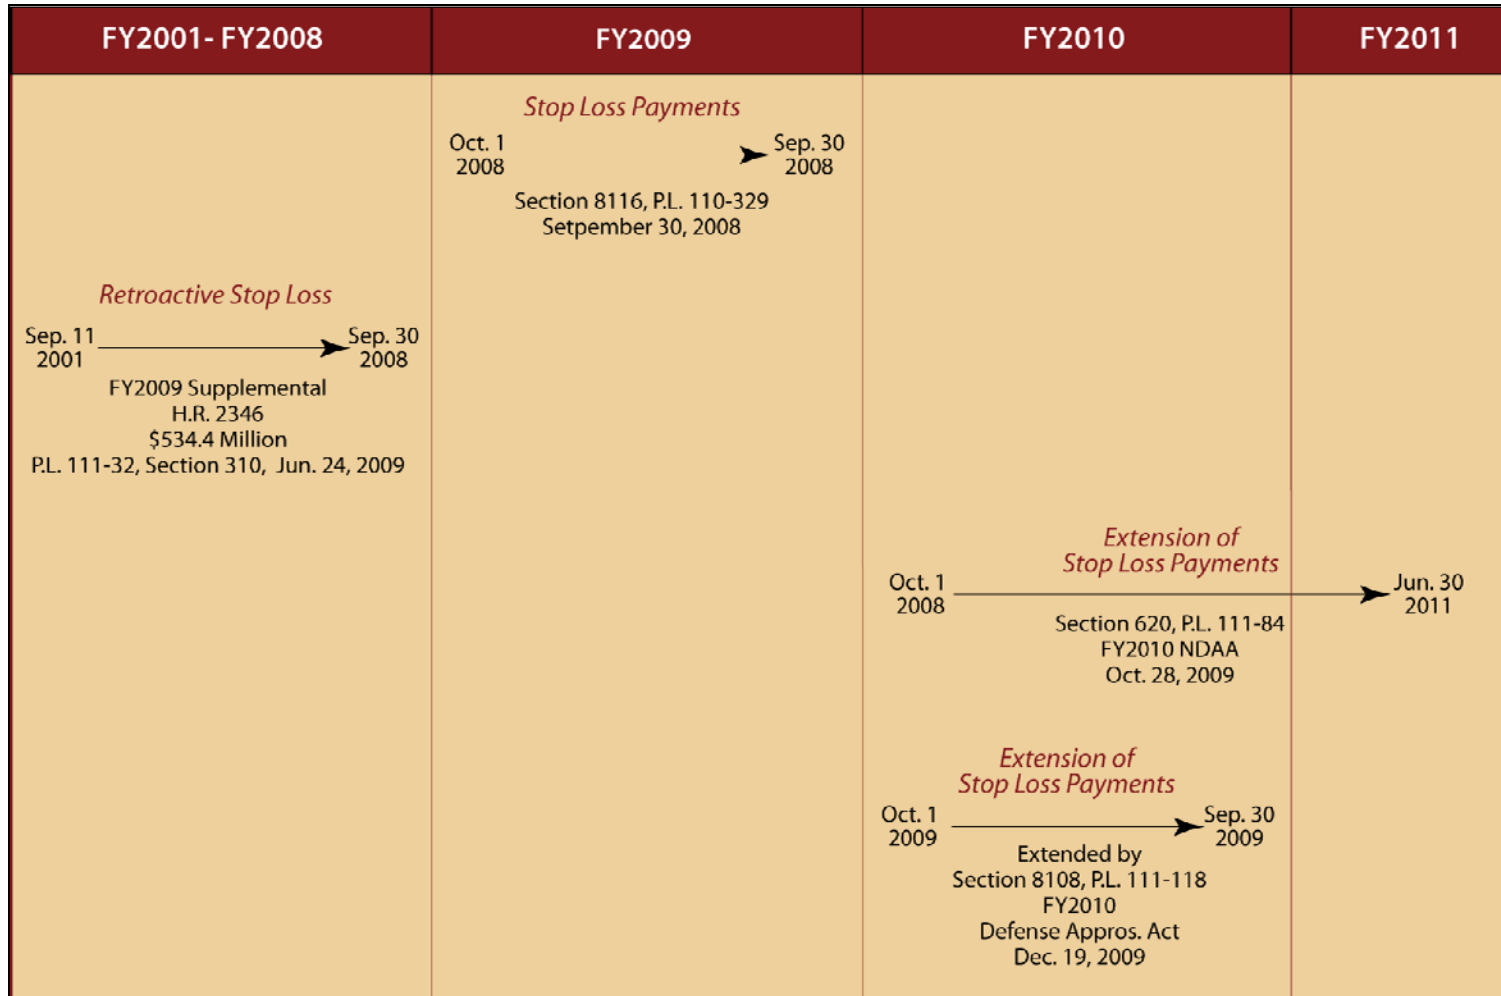 FY2001- FY2008
FY2009
FY2010
FY2011
Stop Loss Payments
Oct. 1
2008
Sep. 30
2008
Section 8116, P.L. 110-329
Setpember 30, 2008
Retroactive Stop Loss
Sep. 11
2001
Sep. 30
2008
FY2009 Supplemental
H.R. 2346
$534.4 Million
P.L. 111-32, Section 310, Jun. 24, 2009
Extension of
Stop Loss Payments
Oct. 1
2008
Jun. 30
2011
Section 620, P.L. 111-84
FY2010 NDAA
Oct. 28, 2009
Extension of
Stop Loss Payments
Oct. 1
2009
Sep. 30
2009
Extended by
Section 8108, P.L. 111-118
FY2010
Defense Appros. Act
Dec. 19, 2009